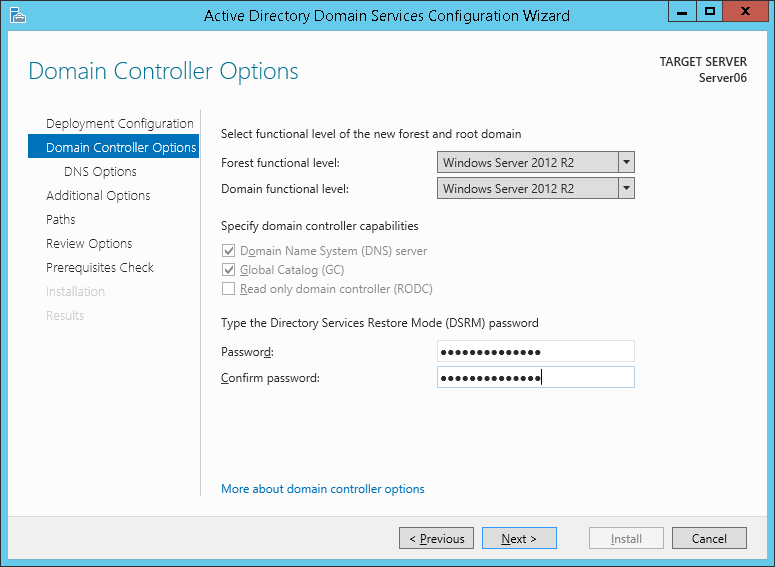 Active Directory Domain Services Configuration Wizard
Domain Controller Options
TARGET SERVER
Server06
Deployment Configuration
Domain Controller Options
DNS Options
Additional Options
Paths
Review Options
Prerequisites Check
Installation
Results
Select functional level of the new forest and root domain
Forest functional level: Windows Server 2012 R2
Domain functional level: Windows Server 2012 R2
Specify domain controller capabilities
Domain Name System (DNS) server
Global Catalog (GC)
Read only domain controller (RODC)
Type the Directory Services Restore Mode (DSRM) password
Password: ●●●●●●●●●●●●●●
Confirm password: ●●●●●●●●●●●●●●
More about domain controller options
< Previous Next > Install Cancel